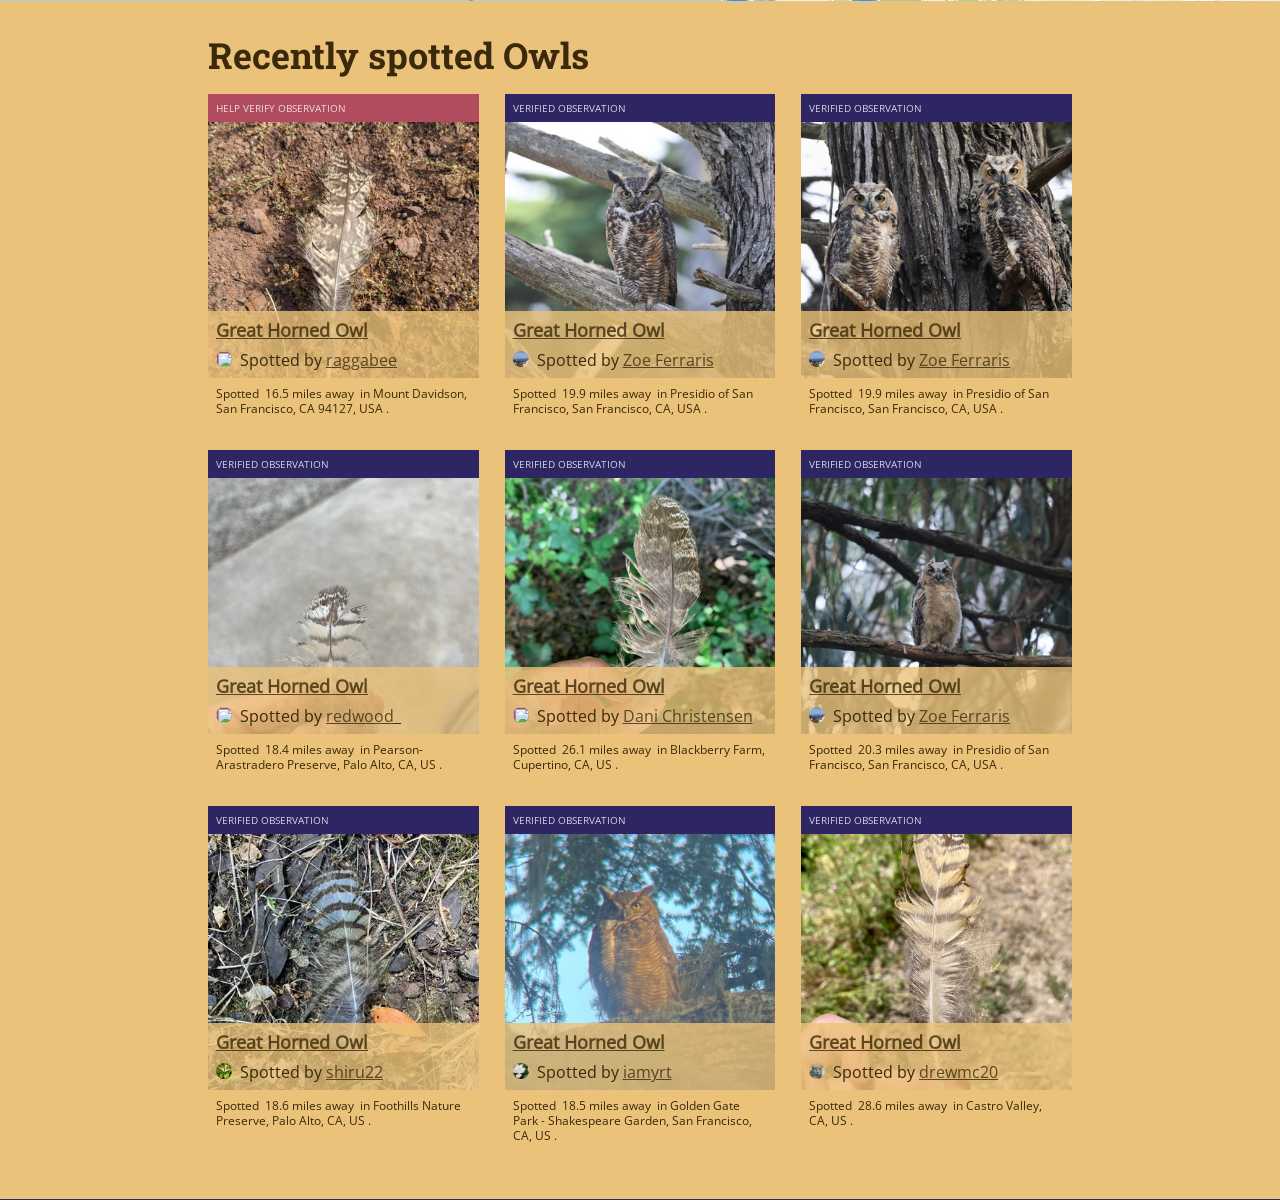 Recently spotted Owls
HELP VERIFY OBSERVATION
Great Horned Owl
Spotted by raggabee
Spotted 16.5 miles away in Mount Davidson,
San Francisco, CA 94127, USA .
VERIFIED OBSERVATION
Great Horned Owl
Spotted by Zoe Ferraris
Spotted 19.9 miles away in Presidio of San
Francisco, San Francisco, CA, USA .
VERIFIED OBSERVATION
Great Horned Owl
Spotted by Zoe Ferraris
Spotted 19.9 miles away in Presidio of San
Francisco, San Francisco, CA, USA .
VERIFIED OBSERVATION
Great Horned Owl
Spotted by redwood_
Spotted 18.4 miles away in Pearson-
Arastradero Preserve, Palo Alto, CA, US .
VERIFIED OBSERVATION
Great Horned Owl
Spotted by Dani Christensen
Spotted 26.1 miles away in Blackberry Farm,
Cupertino, CA, US .
VERIFIED OBSERVATION
Great Horned Owl
Spotted by Zoe Ferraris
Spotted 20.3 miles away in Presidio of San
Francisco, San Francisco, CA, USA .
VERIFIED OBSERVATION
Great Horned Owl
Spotted by shiru22
Spotted 18.6 miles away in Foothills Nature
Preserve, Palo Alto, CA, US .
VERIFIED OBSERVATION
Great Horned Owl
Spotted by iamyrt
Spotted 18.5 miles away in Golden Gate
Park - Shakespeare Garden, San Francisco,
CA, US .
VERIFIED OBSERVATION
Great Horned Owl
Spotted by drewmc20
Spotted 28.6 miles away in Castro Valley,
CA, US .